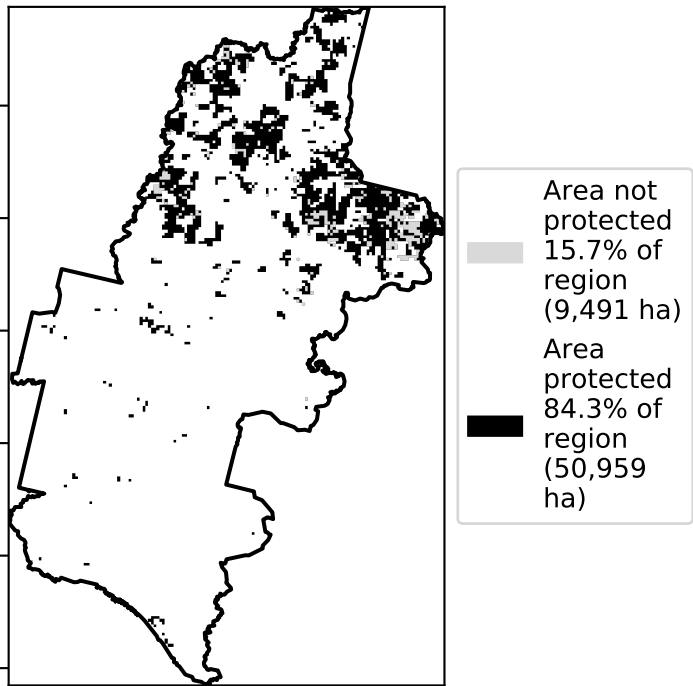 Area not
protected
15.7% of
region
(9,491 ha)
Area
protected
84.3% of
region
(50,959
ha)